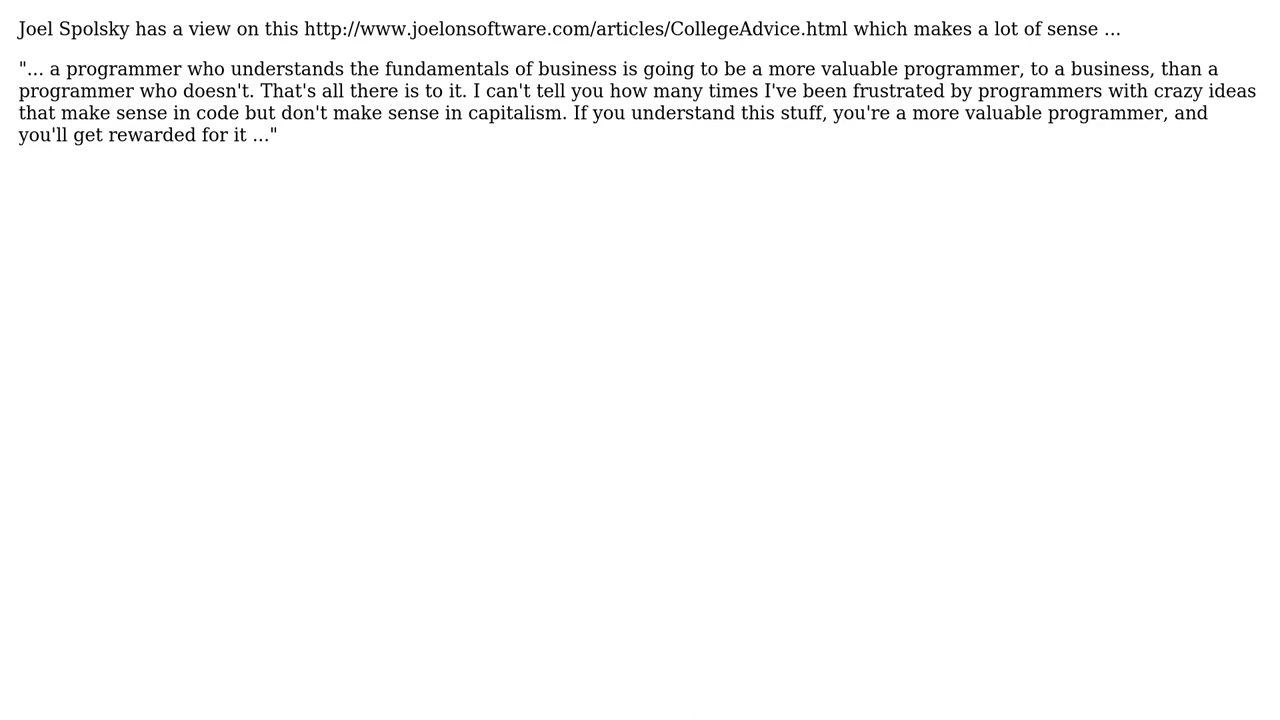 Joel Spolsky has a view on this http://www.joelonsoftware.com/articles/CollegeAdvice.html which makes a lot of sense ...
"... a programmer who understands the fundamentals of business is going to be a more valuable programmer, to a business, than a
programmer who doesn't. That's all there is to it. I can't tell you how many times I've been frustrated by programmers with crazy ideas
that make sense in code but don't make sense in capitalism. If you understand this stuff, you're a more valuable programmer, and
you'll get rewarded for it ..."